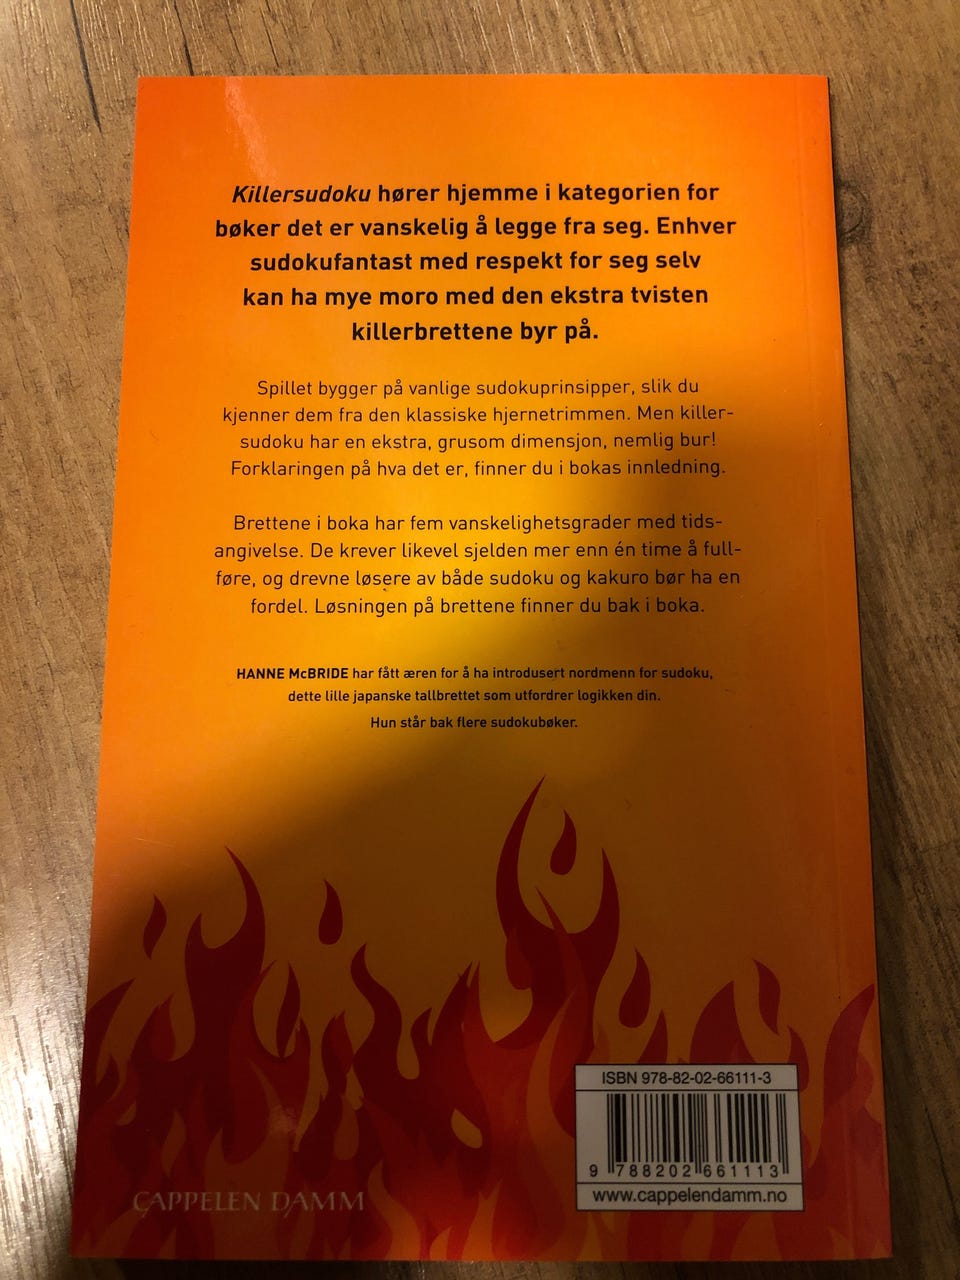 Killersudoku hører hjemme i kategorien for
bøker det er vanskelig å legge fra seg. Enhver
sudokufantast med respekt for seg selv
kan ha mye moro med den ekstra tvisten
killerbrettene byr på.
Spillet bygger på vanlige sudokuprinsipper, slik du
kjenner dem fra den klassiske hjernetrimmen. Men killer-
sudoku har en ekstra, grusom dimensjon, nemlig bur!
Forklaringen på hva det er, finner du i bokas innledning.
Brettene i boka har fem vanskelighetsgrader med tids-
angivelse. De krever likevel sjelden mer enn én time å full-
føre, og drevne løsere av både sudoku og kakuro bør ha en
fordel. Løsningen på brettene finner du bak i boka.
HANNE McBRIDE har fått æren for å ha introdusert nordmenn for sudoku,
dette lille japanske tallbrettet som utfordrer logikken din.
Hun står bak flere sudokubøker.
ISBN 978-82-02-66111-3
9 788202 661113
www.cappelendamm.no
CAPPELEN DAMM